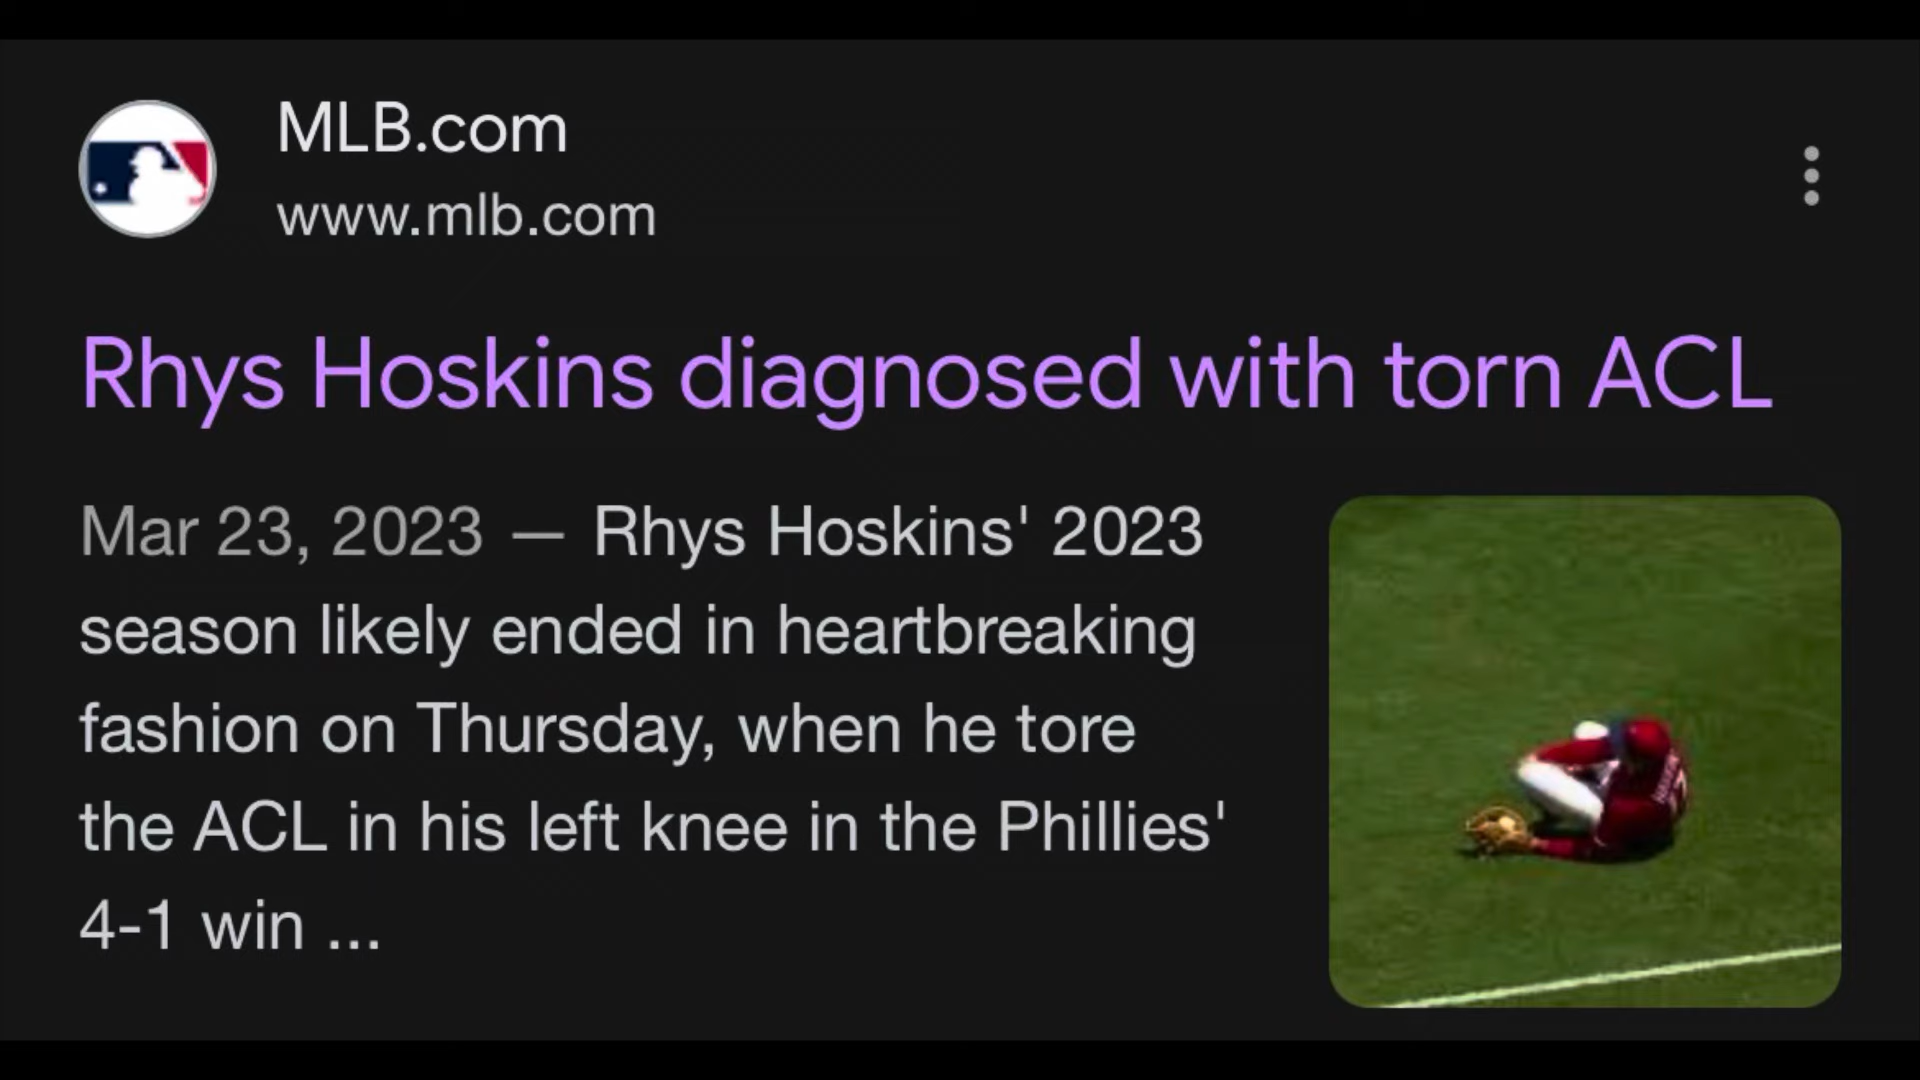 MLB.com
www.mlb.com
Rhys Hoskins diagnosed with torn ACL
Mar 23, 2023 — Rhys Hoskins' 2023
season likely ended in heartbreaking
fashion on Thursday, when he tore
the ACL in his left knee in the Phillies'
4-1 win ...